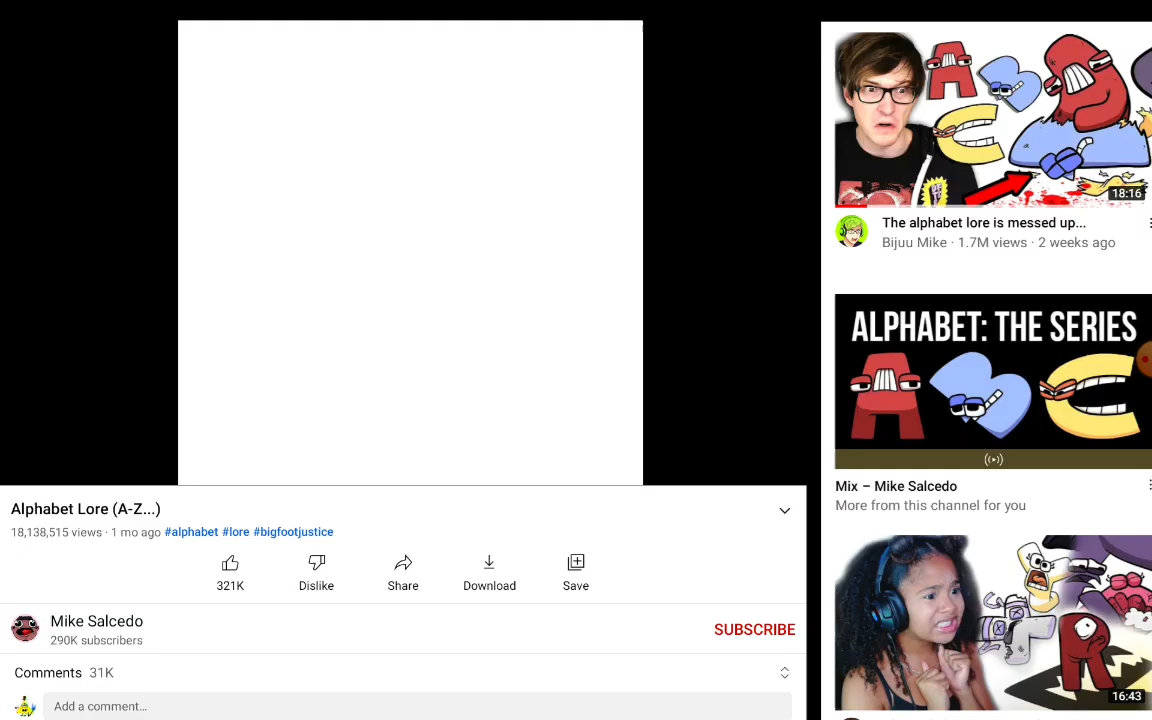 Alphabet Lore (A-Z...)
18,138,515 views · 1 mo ago #alphabet #lore #bigfootjustice
321K
Dislike
Share
Download
Save
Mike Salcedo
290K subscribers
SUBSCRIBE
Comments 31K
Add a comment...
18:16
The alphabet lore is messed up...
Bijuu Mike · 1.7M views · 2 weeks ago
ALPHABET: THE SERIES
Mix – Mike Salcedo
More from this channel for you
16:43